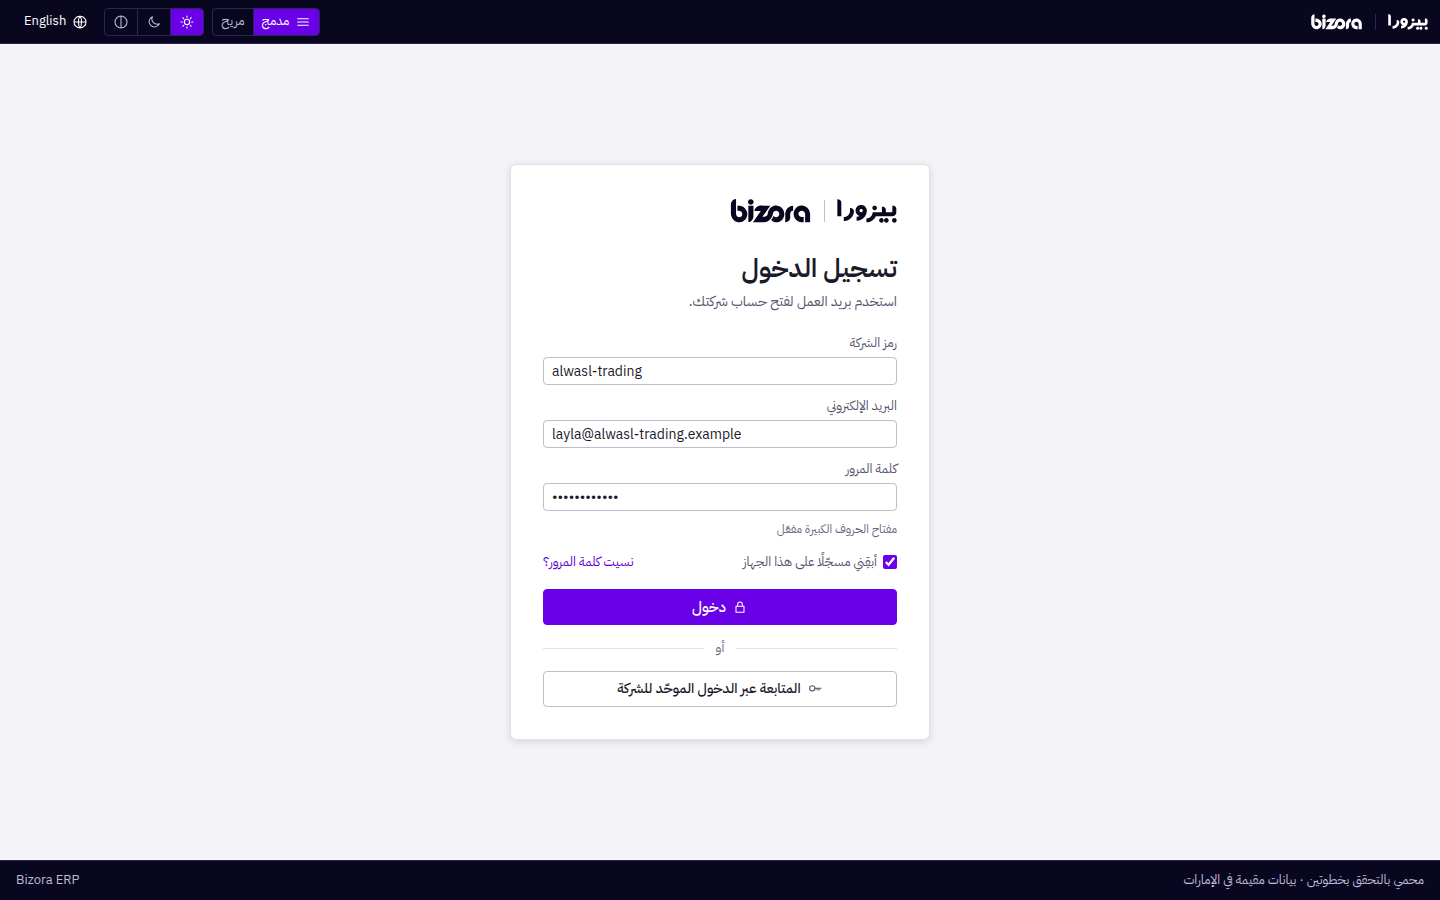 بيزورا | bizora
مدمج مريح
English
بيزورا | bizora
تسجيل الدخول
استخدم بريد العمل لفتح حساب شركتك.
رمز الشركة
alwasl-trading
البريد الإلكتروني
layla@alwasl-trading.example
كلمة المرور
••••••••••••
مفتاح الحروف الكبيرة مفعّل
أبقِني مسجّلًا على هذا الجهاز
نسيت كلمة المرور؟
دخول
أو
المتابعة عبر الدخول الموحّد للشركة
محمي بالتحقق بخطوتين · بيانات مقيمة في الإمارات
Bizora ERP